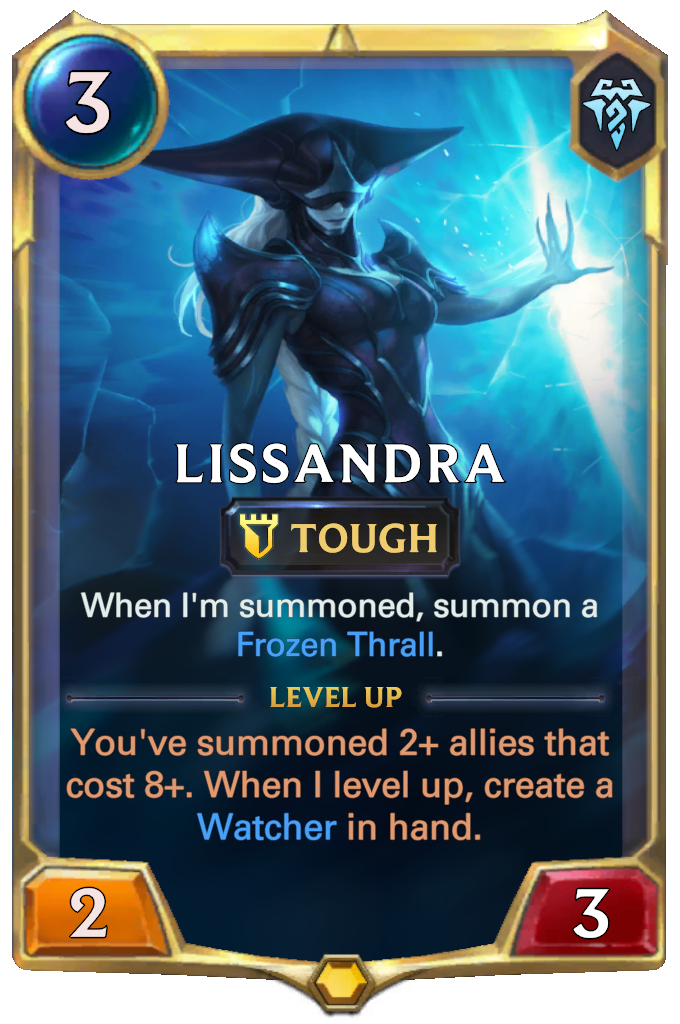 3
LISSANDRA
TOUGH
When I'm summoned, summon a
Frozen Thrall.
LEVEL UP
You've summoned 2+ allies that
cost 8+. When I level up, create a
Watcher in hand.
2
3